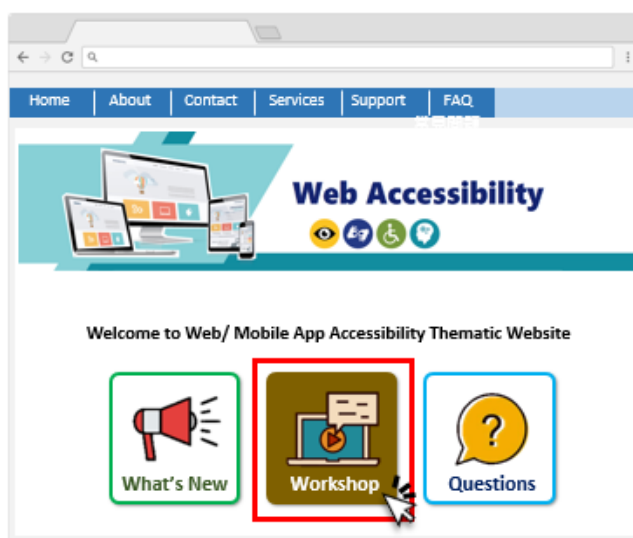 Home About Contact Services Support FAQ
Web Accessibility
Welcome to Web/ Mobile App Accessibility Thematic Website
What's New Workshop Questions